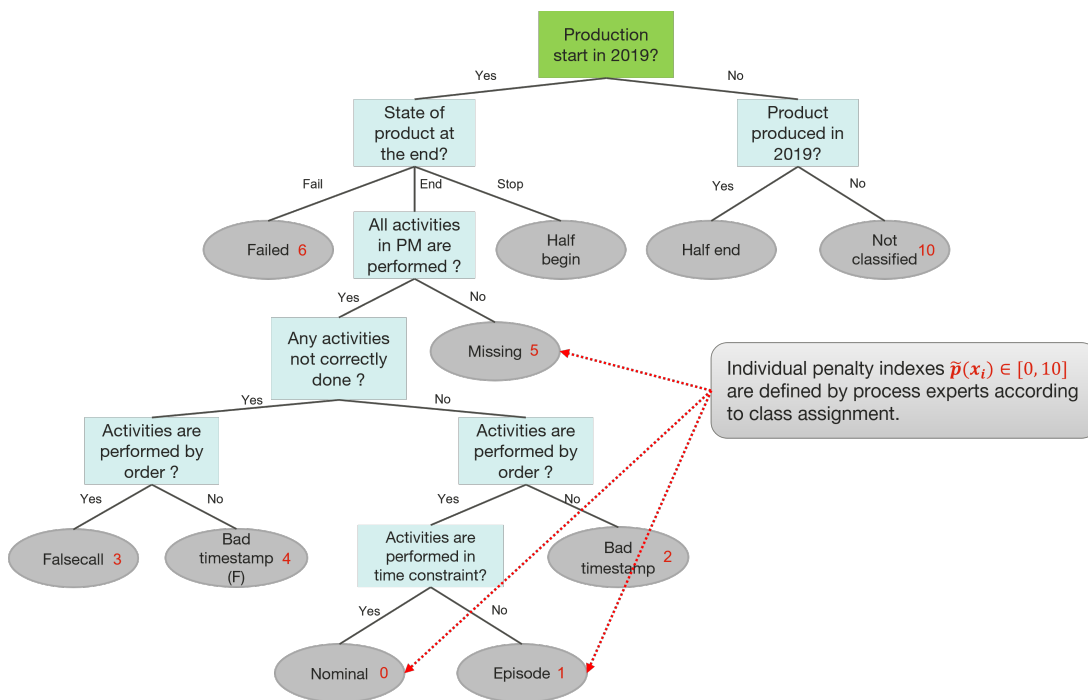 Production
start in 2019?
Yes
No
State of
product at
the end?
Product
produced in
2019?
Fail
End
Stop
Yes
No
Failed 6
All activities
in PM are
performed ?
Half
begin
Half end
Not
classified 10
Yes
No
Any activities
not correctly
done ?
Missing 5
Individual penalty indexes p̃(xᵢ) ∈ [0, 10]
are defined by process experts according
to class assignment.
Yes
No
Activities are
performed by
order ?
Activities are
performed by
order ?
Yes
No
Yes
No
Falsecall 3
Bad
timestamp 4
(F)
Activities are
performed in
time constraint?
Bad
timestamp 2
Yes
No
Nominal 0
Episode 1